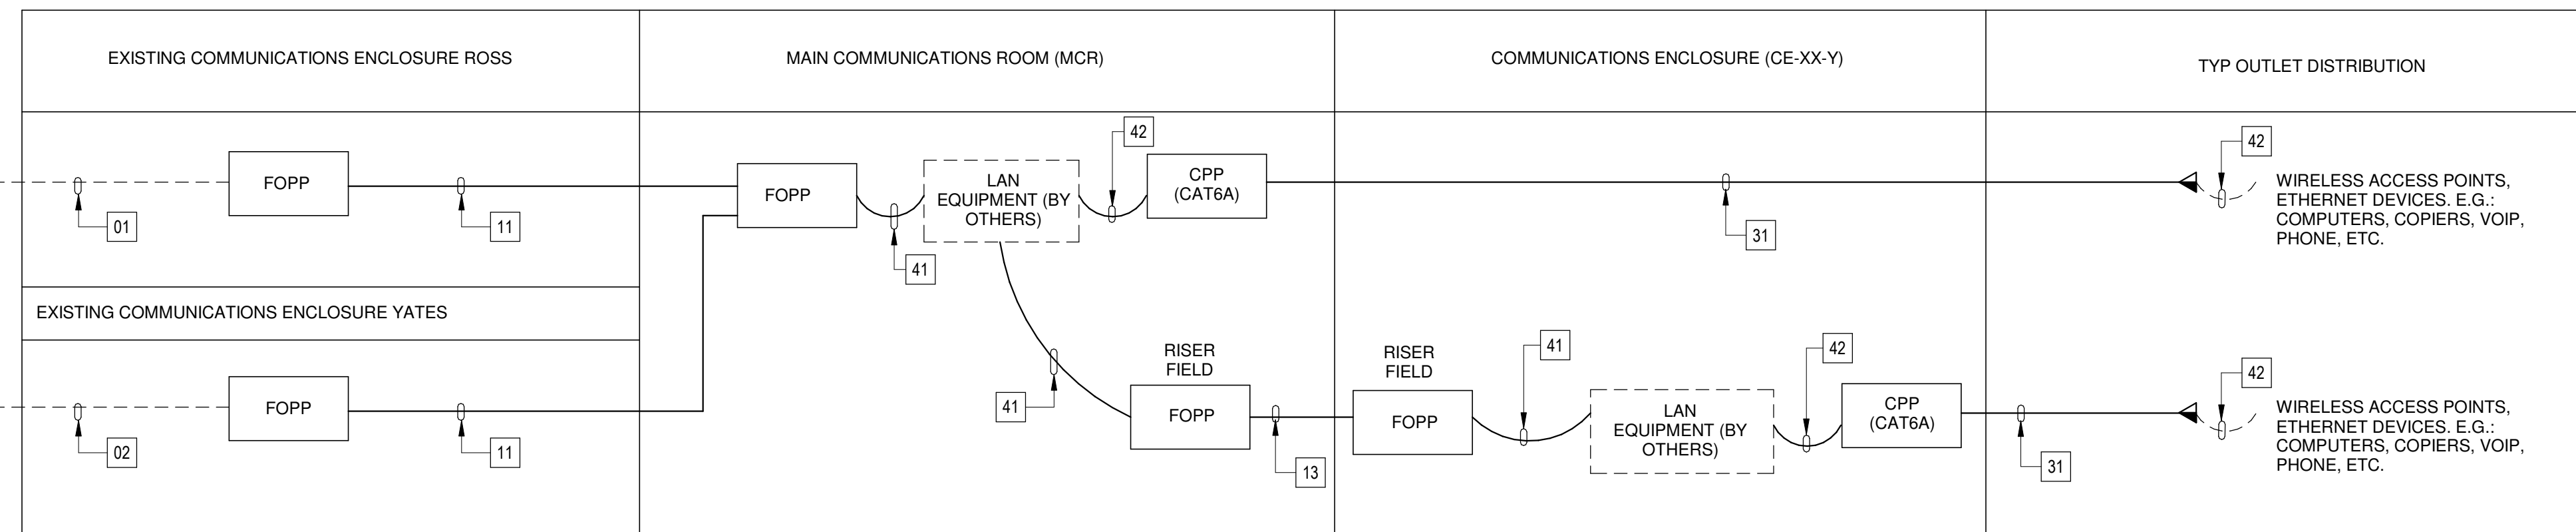 EXISTING COMMUNICATIONS ENCLOSURE ROSS
MAIN COMMUNICATIONS ROOM (MCR)
COMMUNICATIONS ENCLOSURE (CE-XX-Y)
TYP OUTLET DISTRIBUTION
FOPP
01
11
FOPP
41
LAN
EQUIPMENT (BY
OTHERS)
42
CPP
(CAT6A)
31
42
WIRELESS ACCESS POINTS,
ETHERNET DEVICES. E.G.:
COMPUTERS, COPIERS, VOIP,
PHONE, ETC.
EXISTING COMMUNICATIONS ENCLOSURE YATES
FOPP
02
11
41
RISER
FIELD
FOPP
13
RISER
FIELD
FOPP
41
LAN
EQUIPMENT (BY
OTHERS)
42
CPP
(CAT6A)
31
42
WIRELESS ACCESS POINTS,
ETHERNET DEVICES. E.G.:
COMPUTERS, COPIERS, VOIP,
PHONE, ETC.